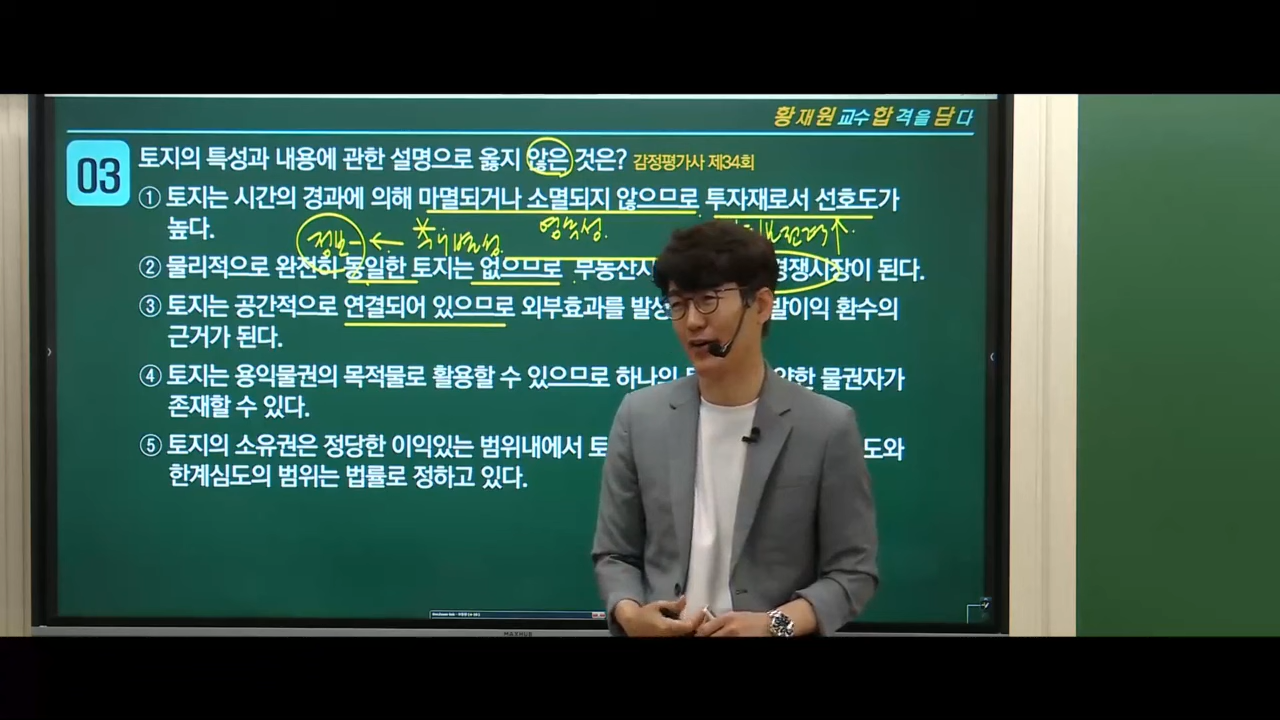 황재원 교수 합격을 담다
03
토지의 특성과 내용에 관한 설명으로 옳지 않은 것은? 감정평가사 제34회
① 토지는 시간의 경과에 의해 마멸되거나 소멸되지 않으므로 투자재로서 선호도가
높다.
영속성.
② 물리적으로 완전히 동일한 토지는 없으므로 부동산시 경쟁시장이 된다.
③ 토지는 공간적으로 연결되어 있으므로 외부효과를 발생 발이익 환수의
근거가 된다.
④ 토지는 용익물권의 목적물로 활용할 수 있으므로 하나의 양한 물권자가
존재할 수 있다.
⑤ 토지의 소유권은 정당한 이익있는 범위내에서 토 도와
한계심도의 범위는 법률로 정하고 있다.
MAXHUB